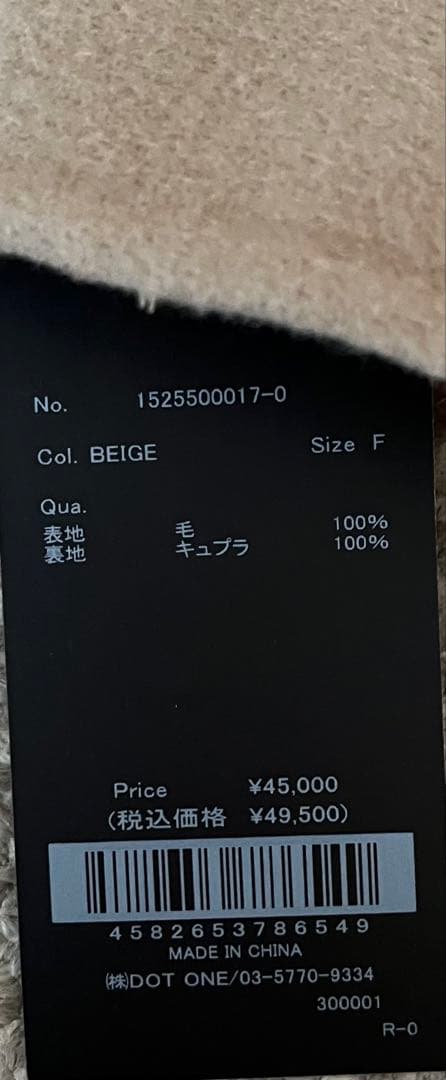 No. 1525500017-0
Col. BEIGE Size F
Qua.
表地 毛 100%
裏地 キュプラ 100%
Price ¥45,000
(税込価格 ¥49,500)
4582653786549
MADE IN CHINA
㈱DOT ONE/03-5770-9334
300001
R-0